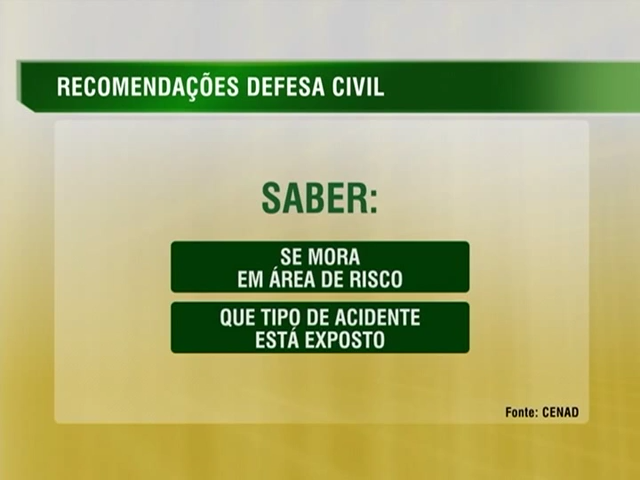 RECOMENDAÇÕES DEFESA CIVIL
SABER:
SE MORA
EM ÁREA DE RISCO
QUE TIPO DE ACIDENTE
ESTÁ EXPOSTO
Fonte: CENAD